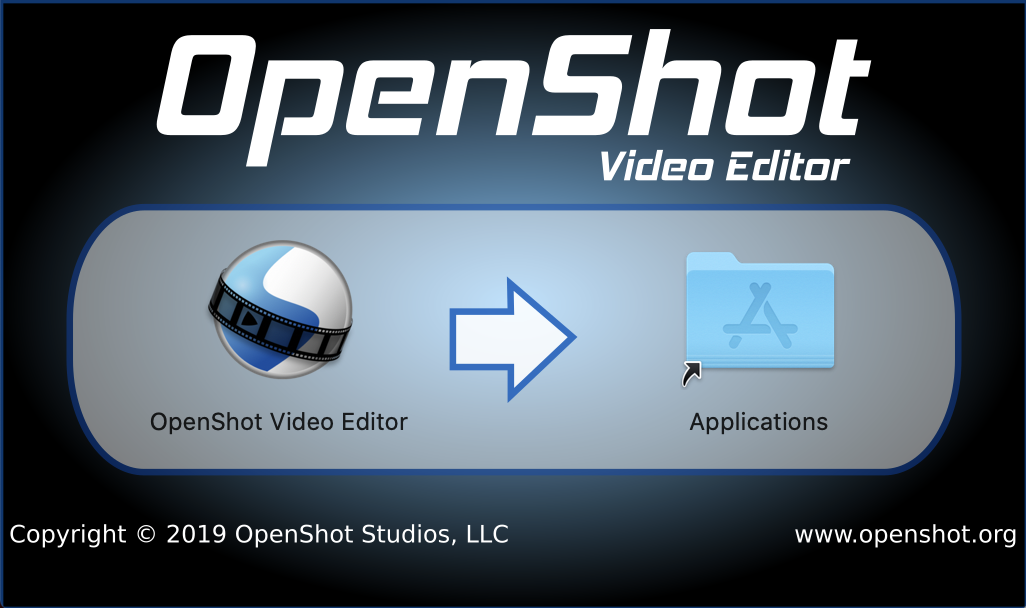 OpenShot
Video Editor
OpenShot Video Editor
Applications
Copyright © 2019 OpenShot Studios, LLC
www.openshot.org